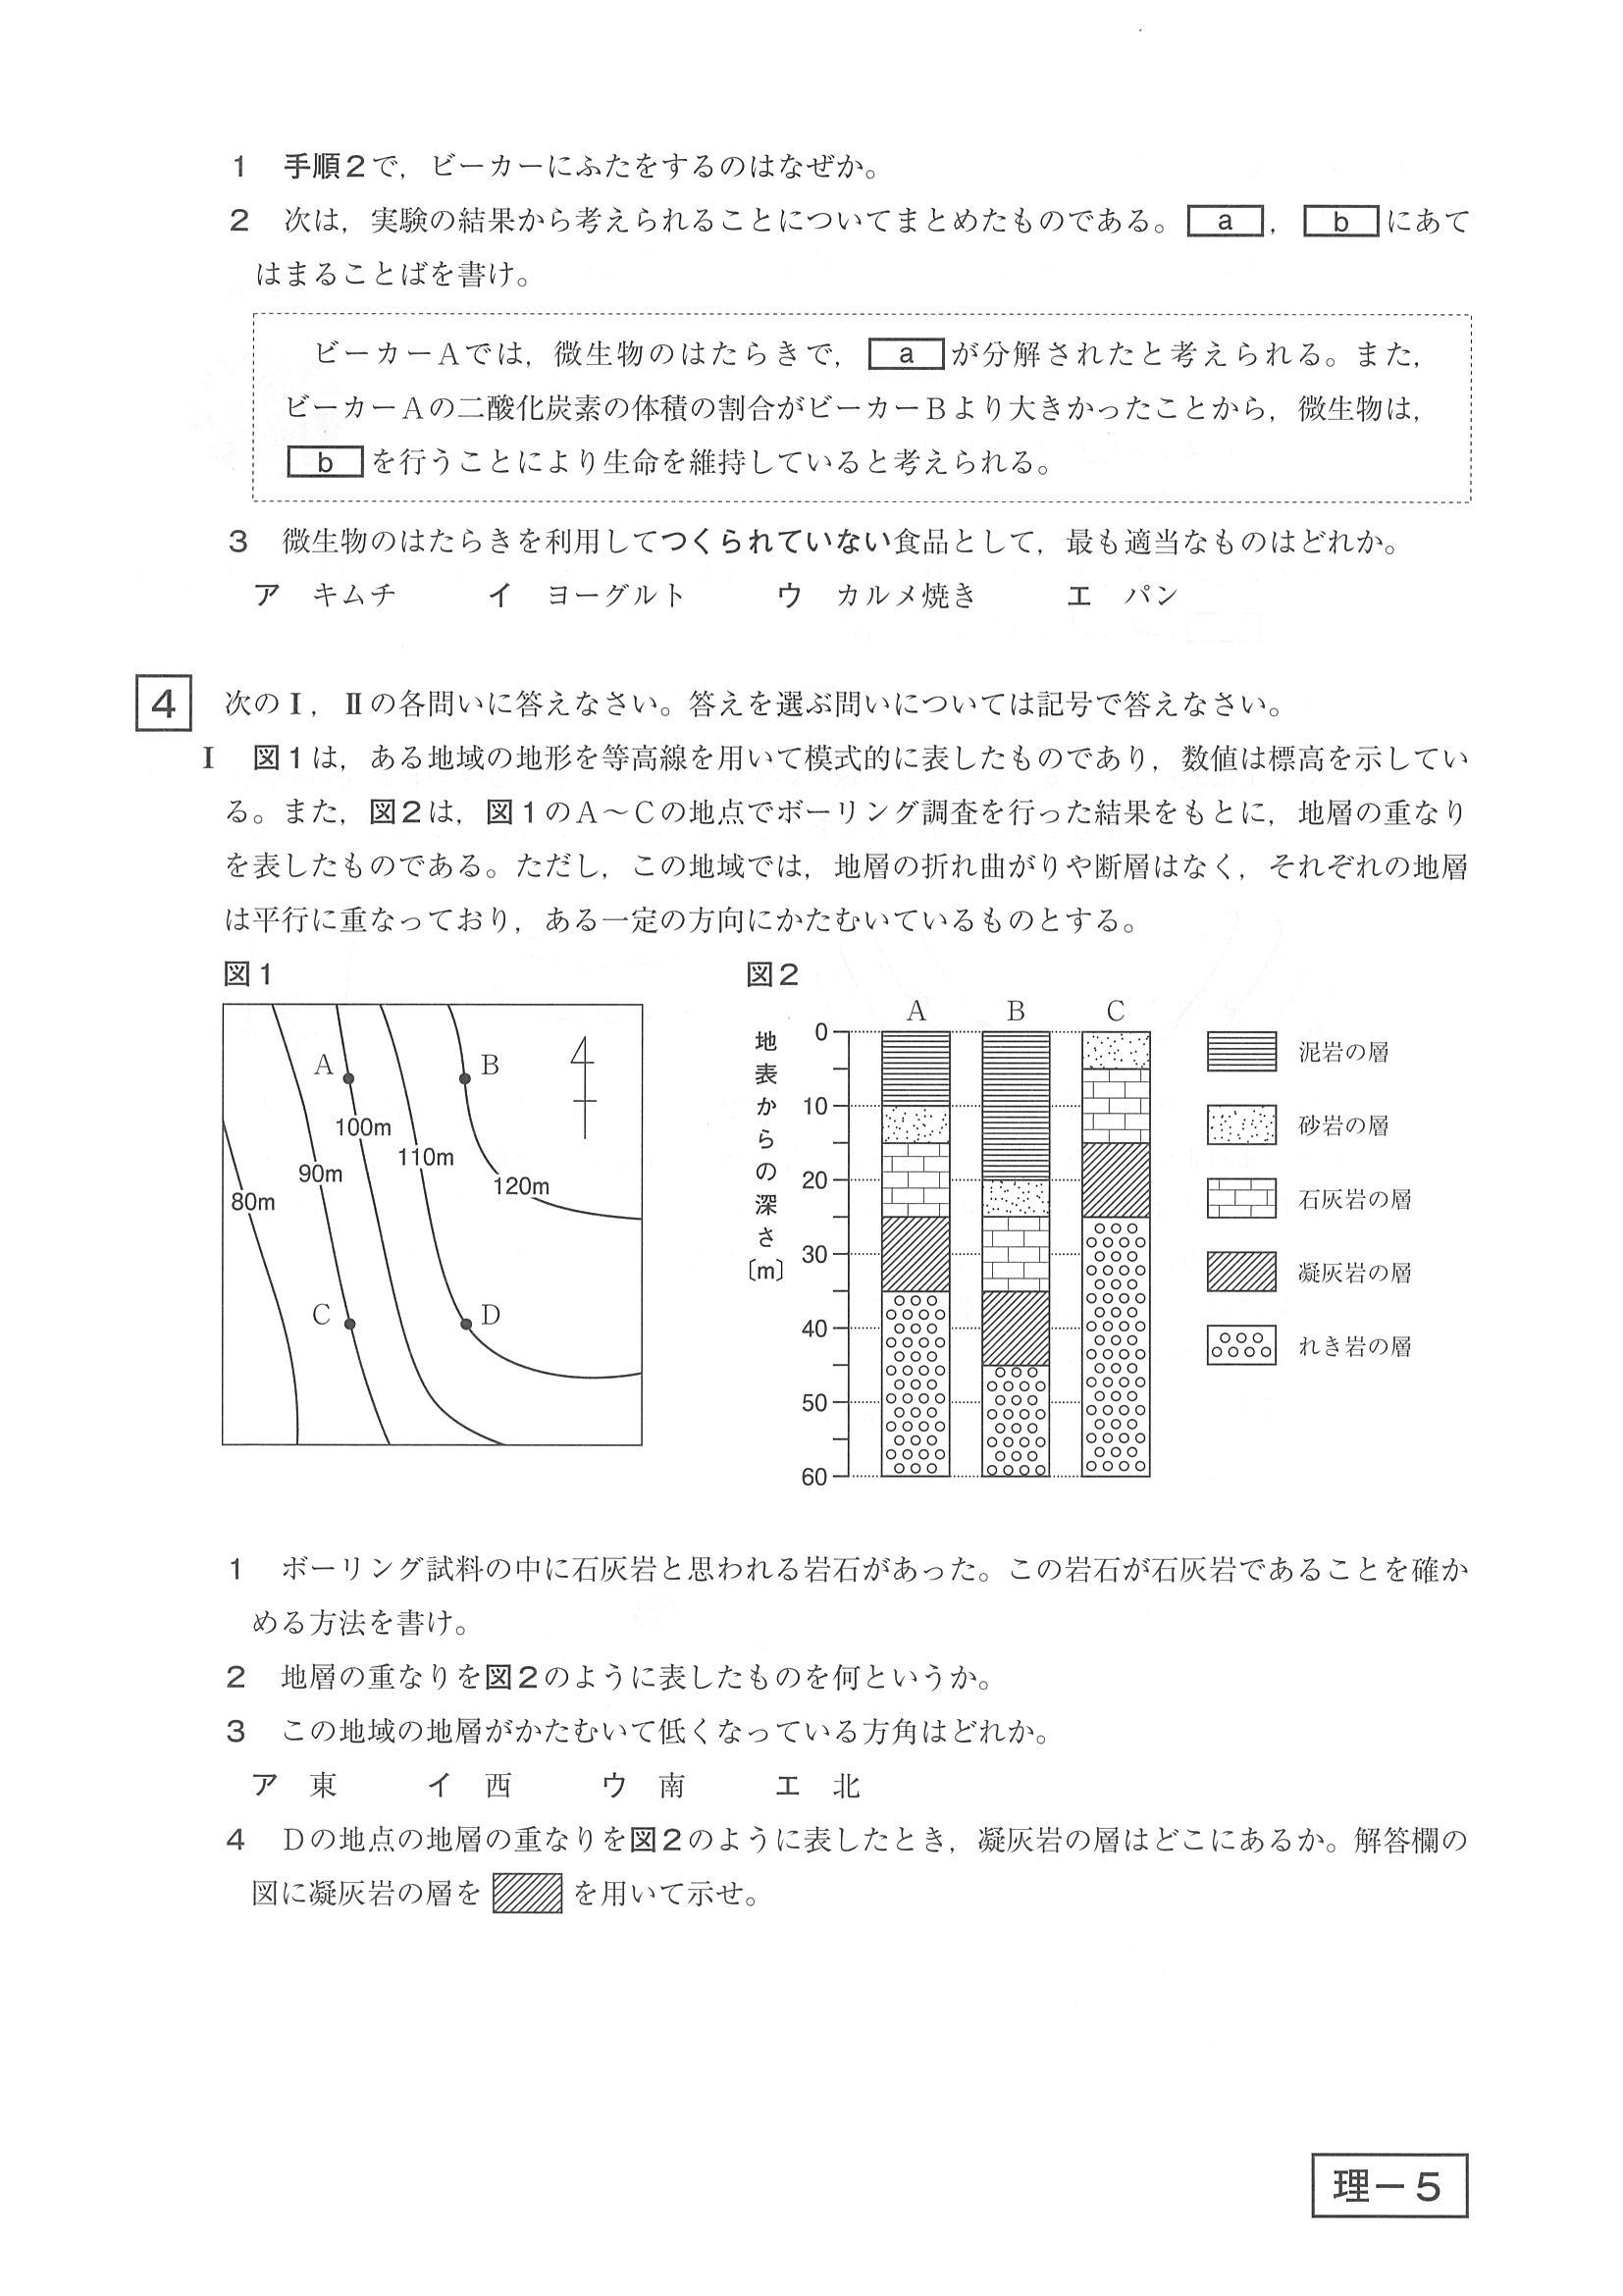 1　手順2で，ビーカーにふたをするのはなぜか。
2　次は，実験の結果から考えられることについてまとめたものである。a，bにあて
はまることばを書け。
ビーカーAでは，微生物のはたらきで，aが分解されたと考えられる。また，
ビーカーAの二酸化炭素の体積の割合がビーカーBより大きかったことから，微生物は，
bを行うことにより生命を維持していると考えられる。
3　微生物のはたらきを利用してつくられていない食品として，最も適当なものはどれか。
ア　キムチ　イ　ヨーグルト　ウ　カルメ焼き　エ　パン
4　次のⅠ，Ⅱの各問いに答えなさい。答えを選ぶ問いについては記号で答えなさい。
Ⅰ　図1は，ある地域の地形を等高線を用いて模式的に表したものであり，数値は標高を示してい
る。また，図2は，図1のA〜Cの地点でボーリング調査を行った結果をもとに，地層の重なり
を表したものである。ただし，この地域では，地層の折れ曲がりや断層はなく，それぞれの地層
は平行に重なっており，ある一定の方向にかたむいているものとする。
図1
A
B
100m
110m
90m
120m
80m
C
D
図2
A　B　C
地表からの深さ〔m〕
0
10
20
30
40
50
60
泥岩の層
砂岩の層
石灰岩の層
凝灰岩の層
れき岩の層
1　ボーリング試料の中に石灰岩と思われる岩石があった。この岩石が石灰岩であることを確か
める方法を書け。
2　地層の重なりを図2のように表したものを何というか。
3　この地域の地層がかたむいて低くなっている方角はどれか。
ア　東　イ　西　ウ　南　エ　北
4　Dの地点の地層の重なりを図2のように表したとき，凝灰岩の層はどこにあるか。解答欄の
図に凝灰岩の層を　を用いて示せ。
理－5